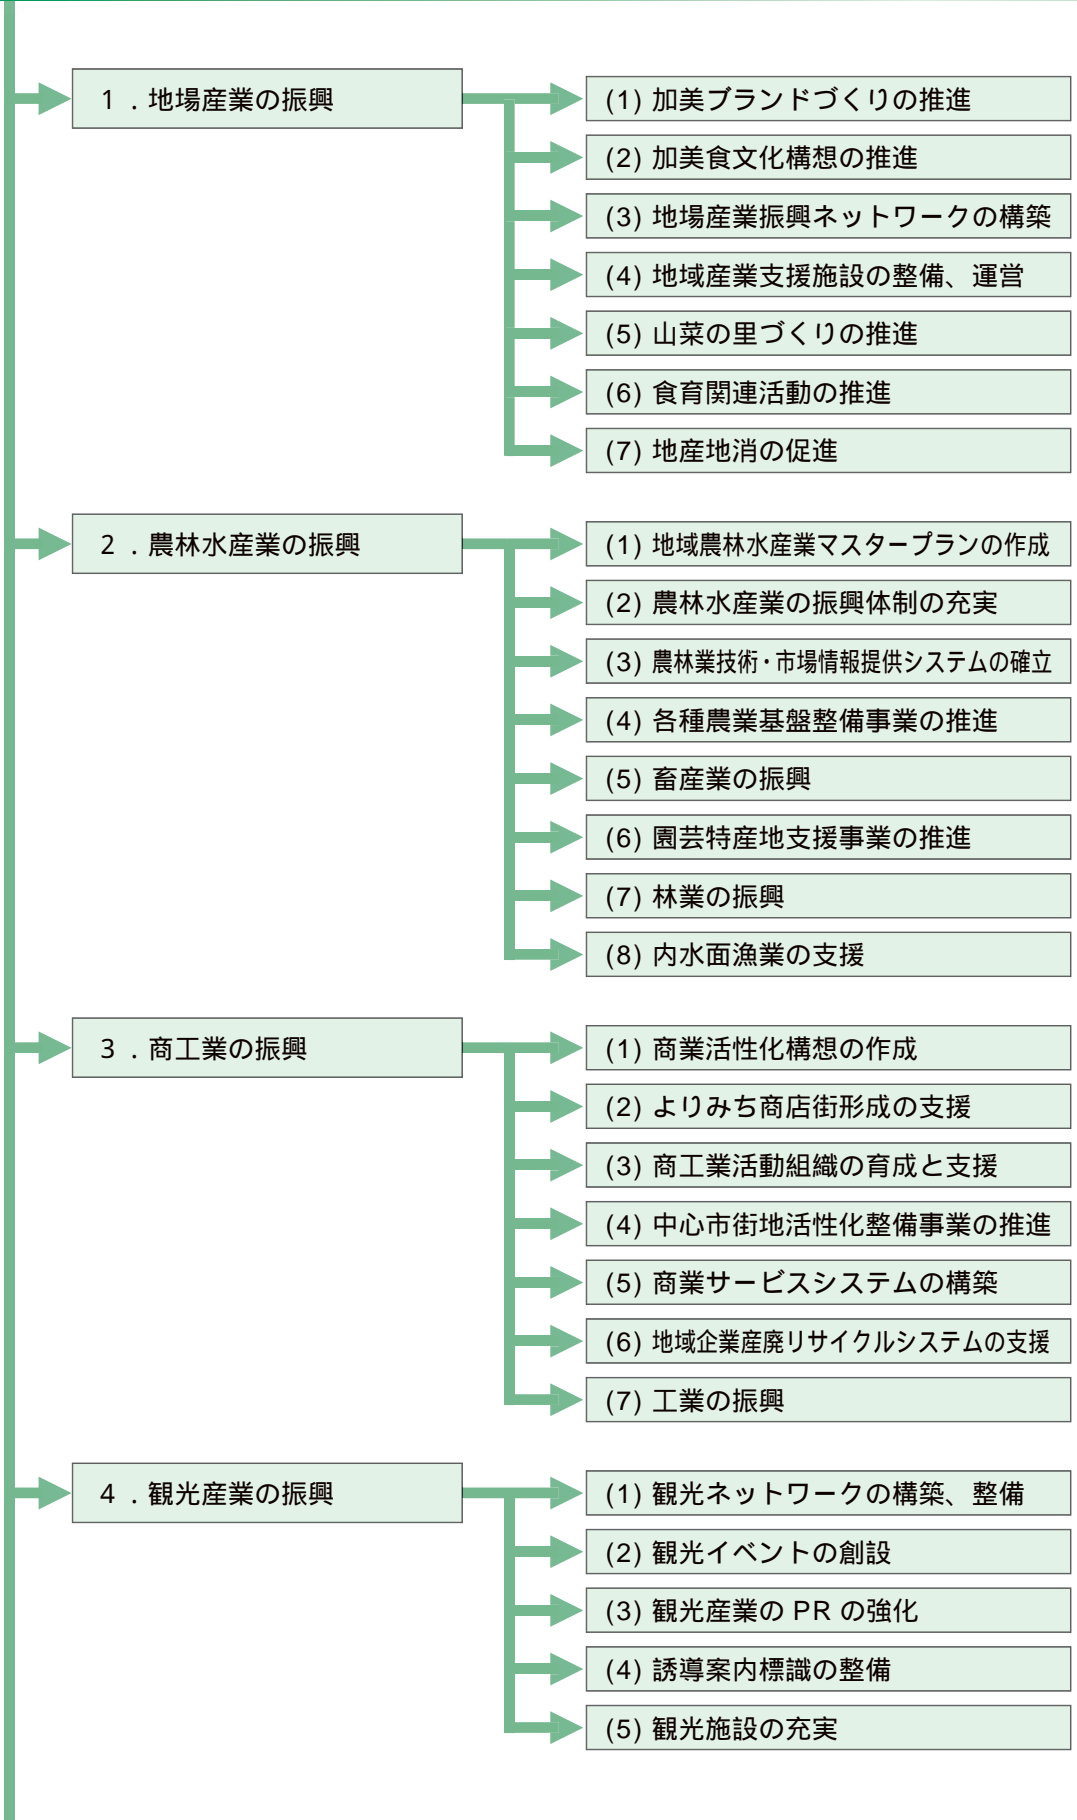 1 .地場産業の振興
(1) 加美ブランドづくりの推進
(2) 加美食文化構想の推進
(3) 地場産業振興ネットワークの構築
(4) 地域産業支援施設の整備、運営
(5) 山菜の里づくりの推進
(6) 食育関連活動の推進
(7) 地産地消の促進
2 .農林水産業の振興
(1) 地域農林水産業マスタープランの作成
(2) 農林水産業の振興体制の充実
(3) 農林業技術・市場情報提供システムの確立
(4) 各種農業基盤整備事業の推進
(5) 畜産業の振興
(6) 園芸特産地支援事業の推進
(7) 林業の振興
(8) 内水面漁業の支援
3 .商工業の振興
(1) 商業活性化構想の作成
(2) よりみち商店街形成の支援
(3) 商工業活動組織の育成と支援
(4) 中心市街地活性化整備事業の推進
(5) 商業サービスシステムの構築
(6) 地域企業産廃リサイクルシステムの支援
(7) 工業の振興
4 .観光産業の振興
(1) 観光ネットワークの構築、整備
(2) 観光イベントの創設
(3) 観光産業の PR の強化
(4) 誘導案内標識の整備
(5) 観光施設の充実